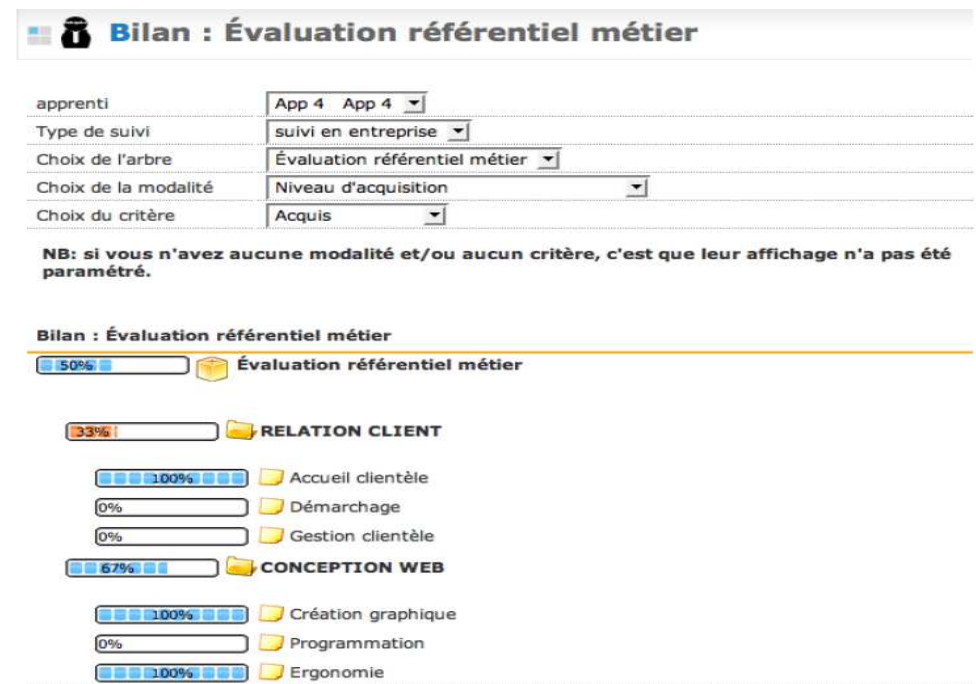 Bilan : Évaluation référentiel métier
apprenti App 4 App 4
Type de suivi suivi en entreprise
Choix de l'arbre Évaluation référentiel métier
Choix de la modalité Niveau d'acquisition
Choix du critère Acquis
NB: si vous n'avez aucune modalité et/ou aucun critère, c'est que leur affichage n'a pas été
paramétré.
Bilan : Évaluation référentiel métier
50% Évaluation référentiel métier
33% RELATION CLIENT
100% Accueil clientèle
0% Démarchage
0% Gestion clientèle
67% CONCEPTION WEB
100% Création graphique
0% Programmation
100% Ergonomie